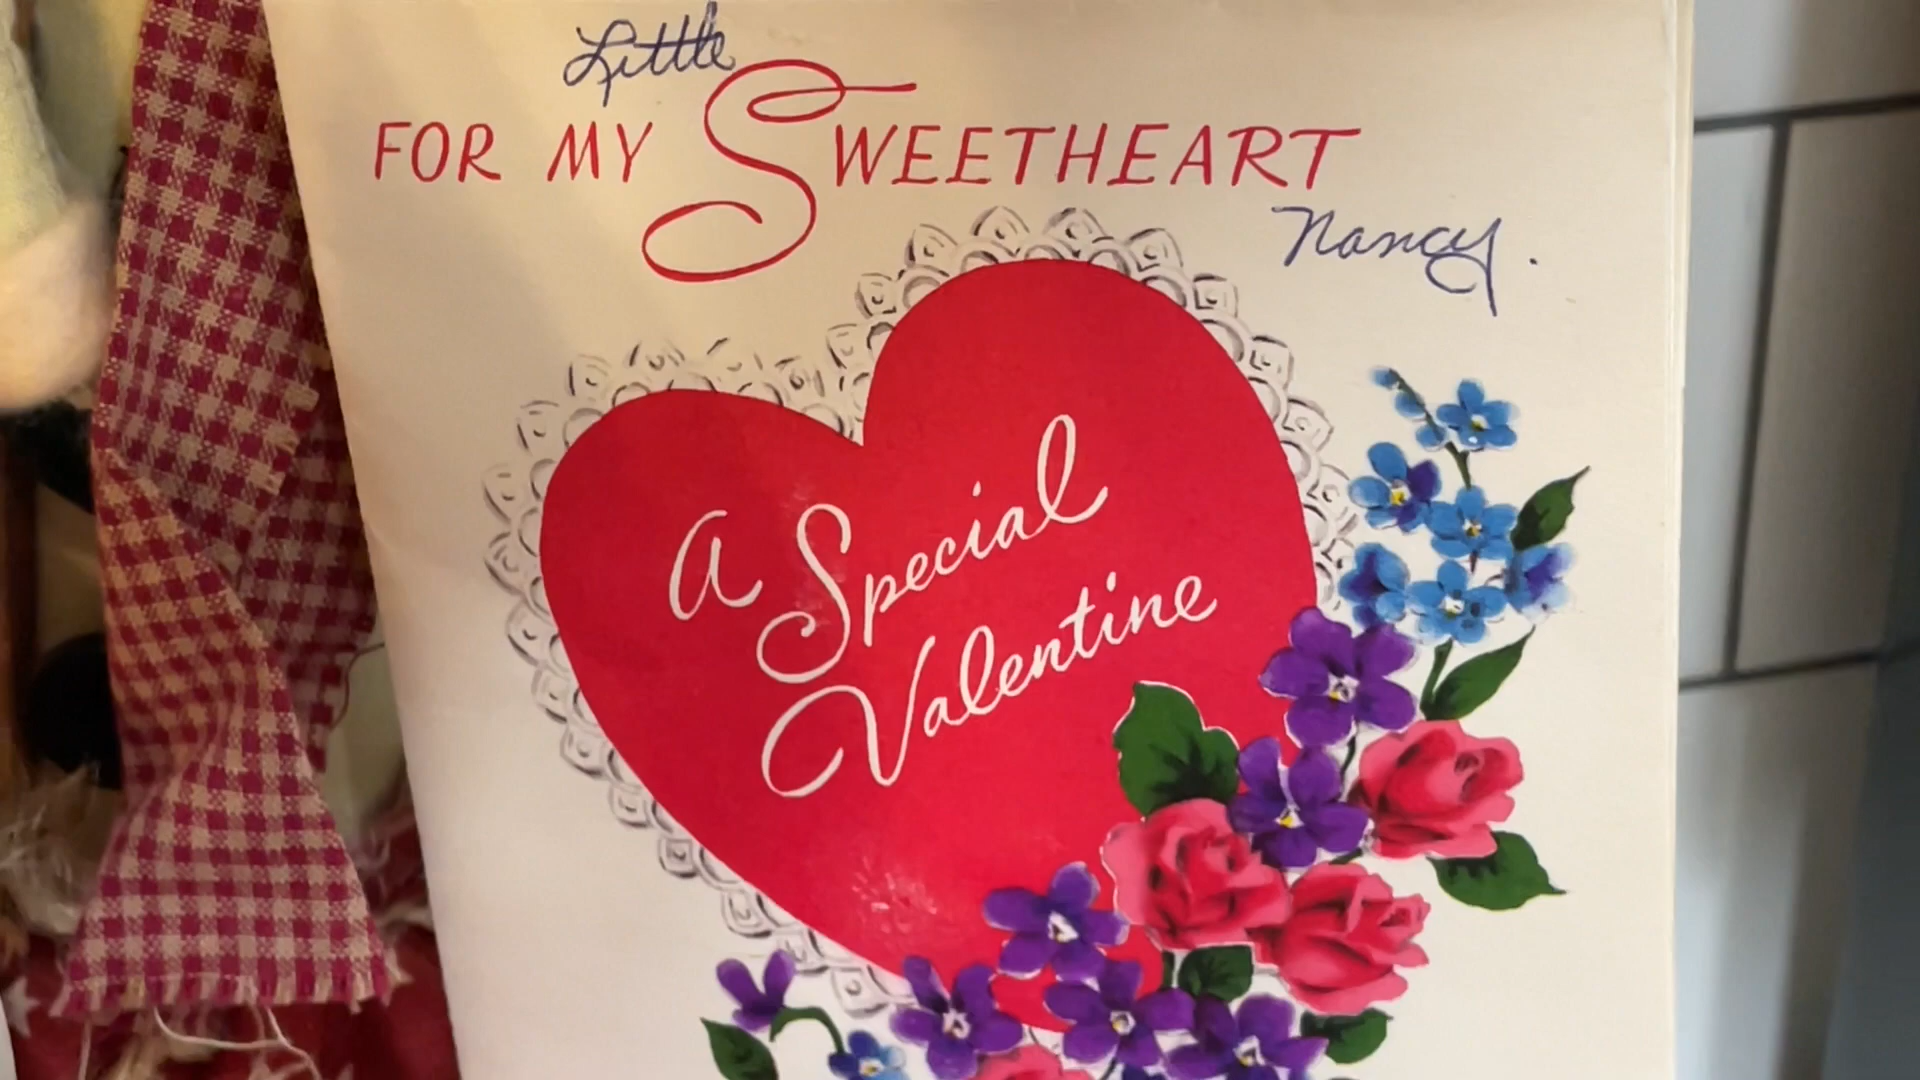 Little
FOR MY SWEETHEART
Nancy.
A Special
Valentine